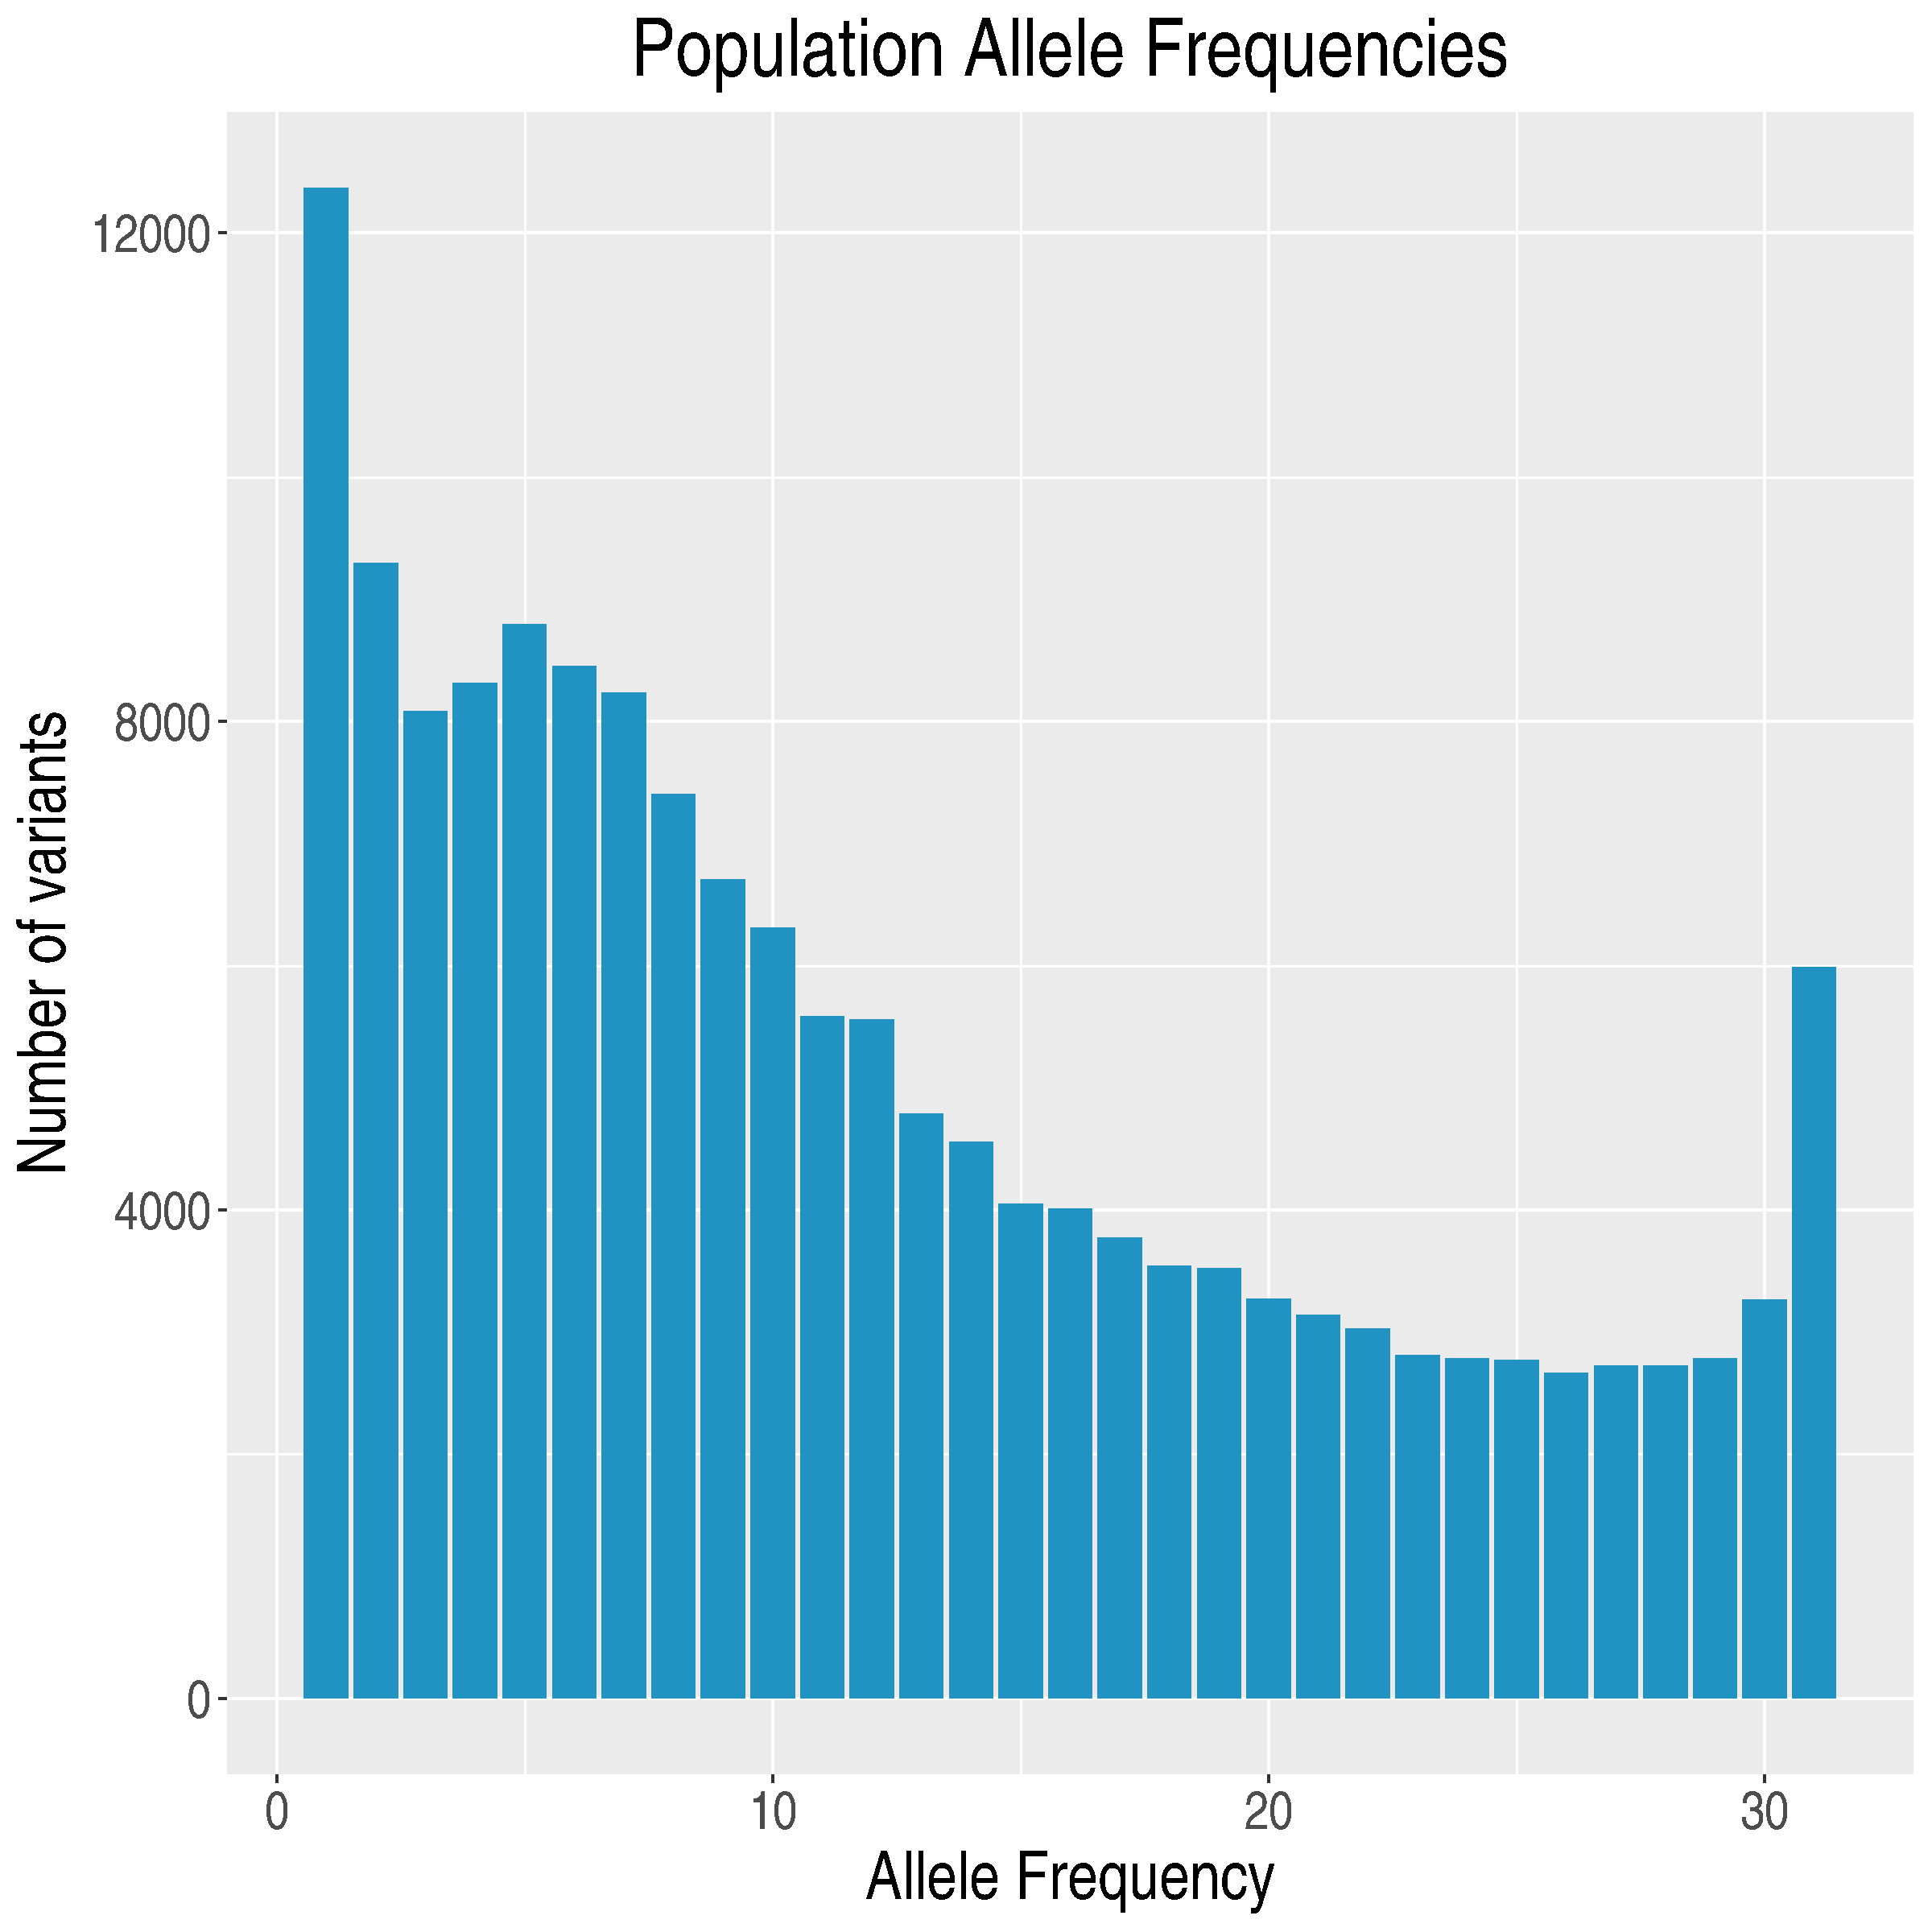 Population Allele Frequencies
12000
8000
4000
0
Number of variants
0 10 20 30
Allele Frequency